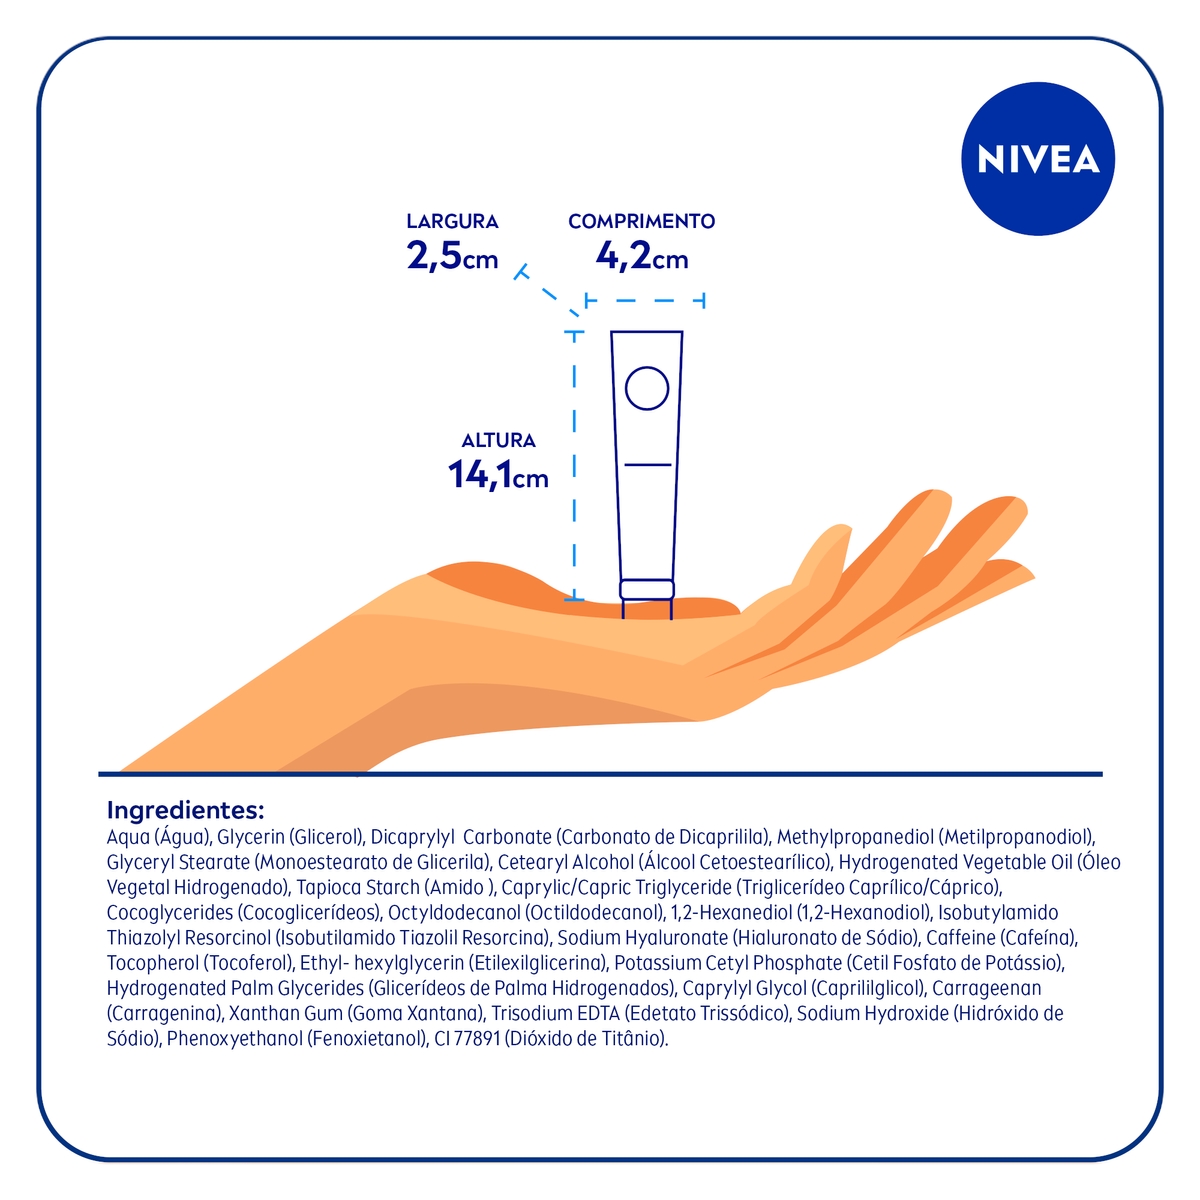 NIVEA
LARGURA
2,5cm
COMPRIMENTO
4,2cm
ALTURA
14,1cm
Ingredientes:
Aqua (Água), Glycerin (Glicerol), Dicaprylyl Carbonate (Carbonato de Dicaprilila), Methylpropanediol (Metilpropanodiol),
Glyceryl Stearate (Monoestearato de Glicerila), Cetearyl Alcohol (Álcool Cetoestearílico), Hydrogenated Vegetable Oil (Óleo
Vegetal Hidrogenado), Tapioca Starch (Amido ), Caprylic/Capric Triglyceride (Triglicerídeo Caprílico/Cáprico),
Cocoglycerides (Cocoglicerídeos), Octyldodecanol (Octildodecanol), 1,2-Hexanediol (1,2-Hexanodiol), Isobutylamido
Thiazolyl Resorcinol (Isobutilamido Tiazolil Resorcina), Sodium Hyaluronate (Hialuronato de Sódio), Caffeine (Cafeína),
Tocopherol (Tocoferol), Ethyl- hexylglycerin (Etilexilglicerina), Potassium Cetyl Phosphate (Cetil Fosfato de Potássio),
Hydrogenated Palm Glycerides (Glicerídeos de Palma Hidrogenados), Caprylyl Glycol (Caprililglicol), Carrageenan
(Carragenina), Xanthan Gum (Goma Xantana), Trisodium EDTA (Edetato Trissódico), Sodium Hydroxide (Hidróxido de
Sódio), Phenoxyethanol (Fenoxietanol), CI 77891 (Dióxido de Titânio).